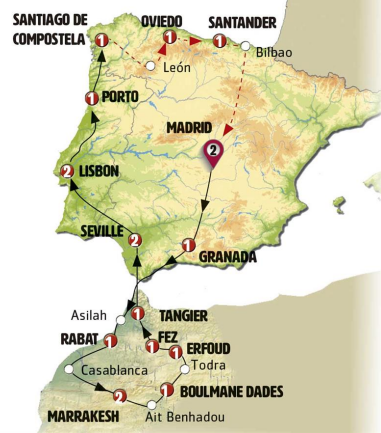 SANTIAGO DE
COMPOSTELA
1
OVIEDO
1
SANTANDER
1
Bilbao
León
1
PORTO
MADRID
2
2
LISBON
SEVILLE
2
1
GRANADA
Asilah
1
TANGIER
RABAT
1
FEZ
1
1
ERFOUD
Todra
Casablanca
2
MARRAKESH
1
BOULMANE DADES
Ait Benhadou